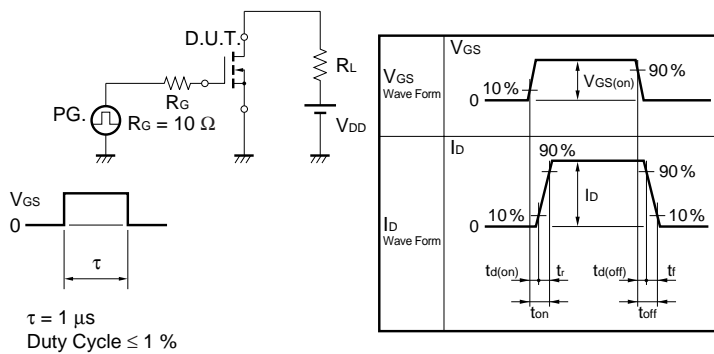 D.U.T.
RL
RG
PG.
RG = 10 Ω
VDD
VGS
0
τ
τ = 1 μs
Duty Cycle ≤ 1 %
VGS
Wave Form
VGS
10 %
VGS(on)
90 %
0
ID
Wave Form
ID
90 %
90 %
10 %
ID
10 %
0
td(on)
tr
td(off)
tf
ton
toff